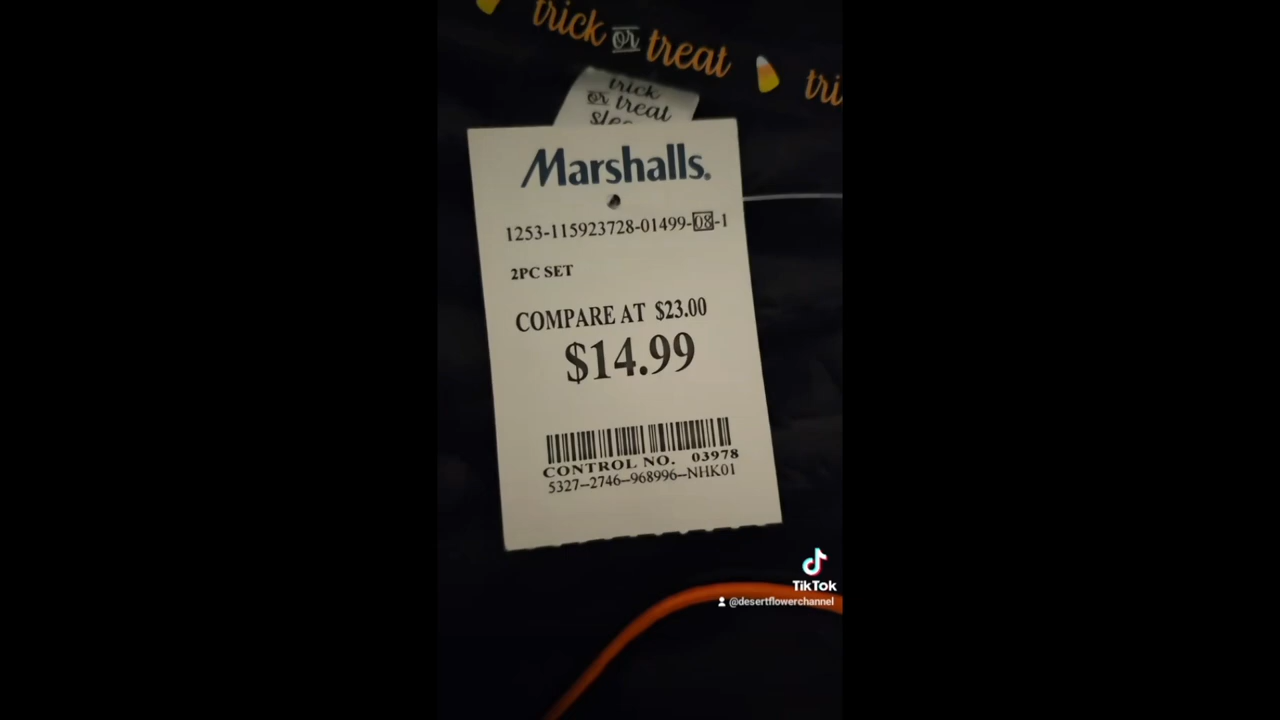 trick or treat
tri
trick
or treat
Marshalls.
1253-115923728-01499-08-1
2PC SET
COMPARE AT $23.00
$14.99
CONTROL NO. 03978
5327--2746--968996--NHK01
TikTok
@desertflowerchannel